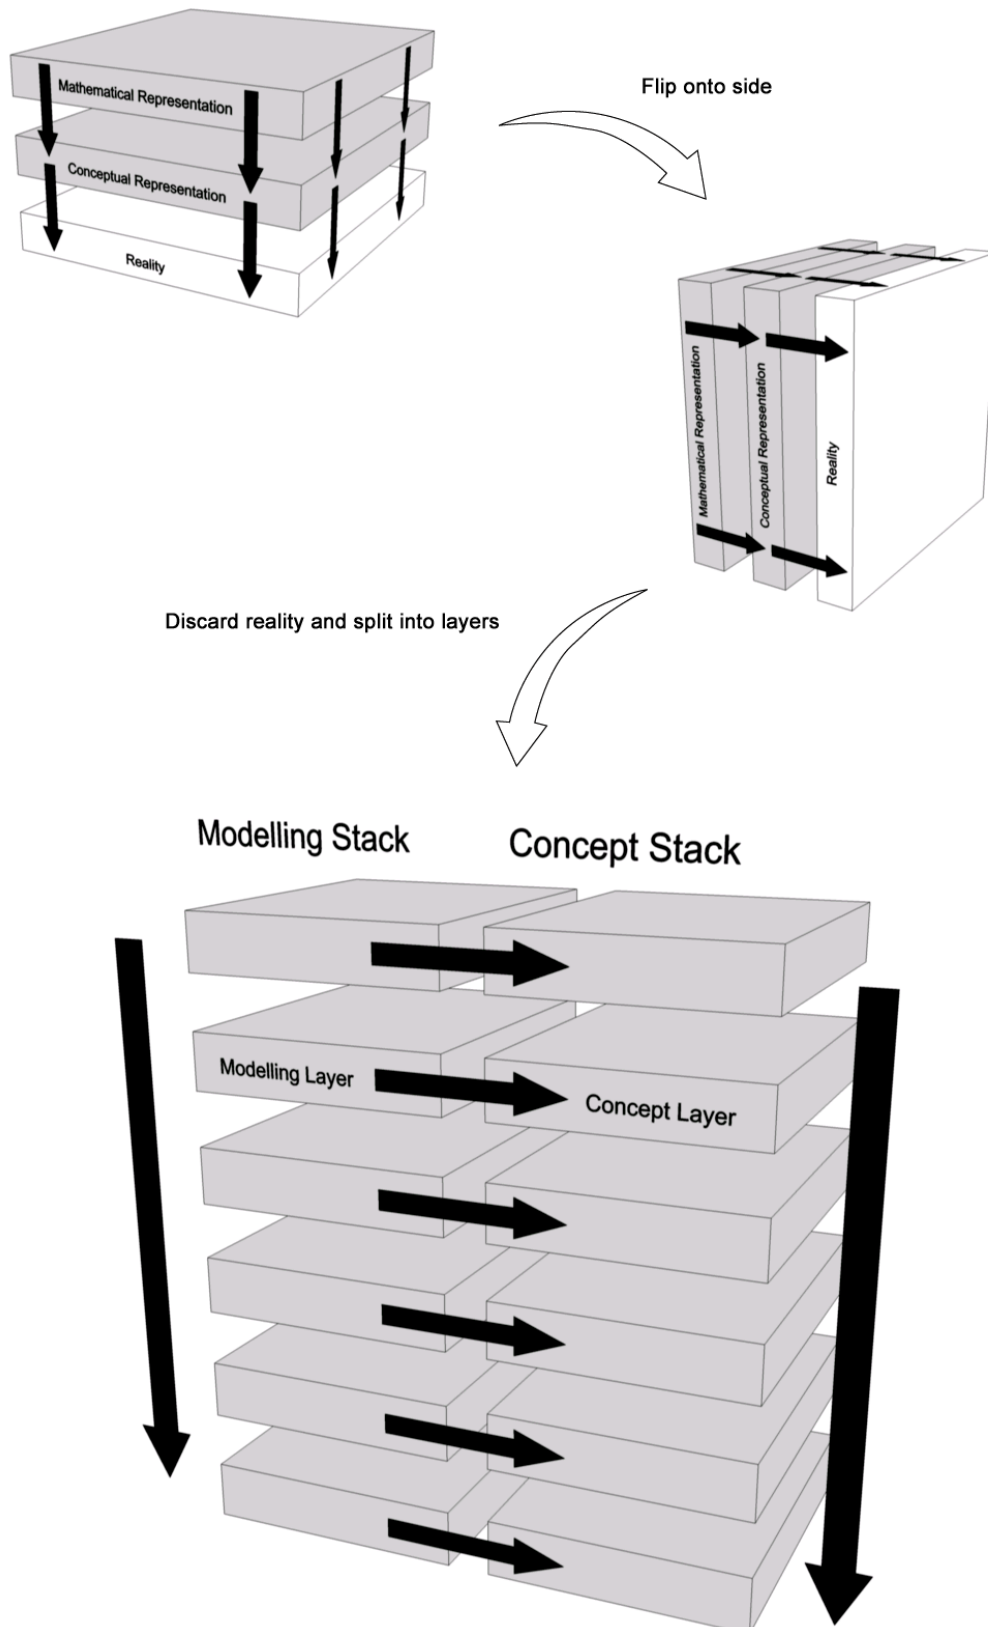 Mathematical Representation
Conceptual Representation
Reality
Flip onto side
Mathematical Representation
Conceptual Representation
Reality
Discard reality and split into layers
Modelling Stack
Concept Stack
Modelling Layer
Concept Layer